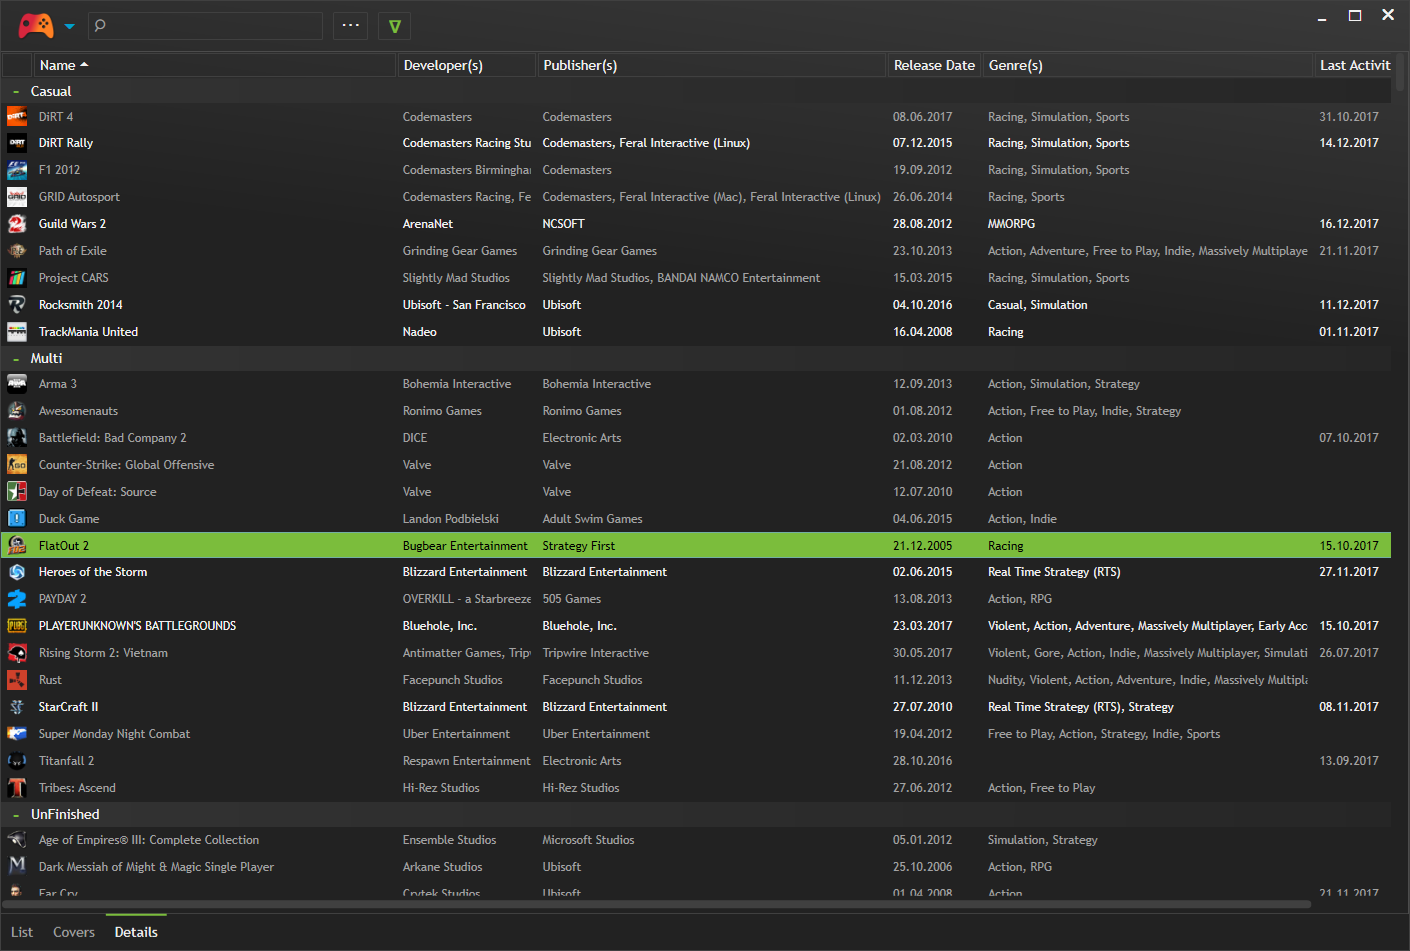 Name Developer(s) Publisher(s) Release Date Genre(s) Last Activit
- Casual
DiRT 4 Codemasters Codemasters 08.06.2017 Racing, Simulation, Sports 31.10.2017
DiRT Rally Codemasters Racing Stu Codemasters, Feral Interactive (Linux) 07.12.2015 Racing, Simulation, Sports 14.12.2017
F1 2012 Codemasters Birmingha Codemasters 19.09.2012 Racing, Simulation, Sports
GRID Autosport Codemasters Racing, Fe Codemasters, Feral Interactive (Mac), Feral Interactive (Linux) 26.06.2014 Racing, Sports
Guild Wars 2 ArenaNet NCSOFT 28.08.2012 MMORPG 16.12.2017
Path of Exile Grinding Gear Games Grinding Gear Games 23.10.2013 Action, Adventure, Free to Play, Indie, Massively Multiplaye 21.11.2017
Project CARS Slightly Mad Studios Slightly Mad Studios, BANDAI NAMCO Entertainment 15.03.2015 Racing, Simulation, Sports
Rocksmith 2014 Ubisoft - San Francisco Ubisoft 04.10.2016 Casual, Simulation 11.12.2017
TrackMania United Nadeo Ubisoft 16.04.2008 Racing 01.11.2017
- Multi
Arma 3 Bohemia Interactive Bohemia Interactive 12.09.2013 Action, Simulation, Strategy
Awesomenauts Ronimo Games Ronimo Games 01.08.2012 Action, Free to Play, Indie, Strategy
Battlefield: Bad Company 2 DICE Electronic Arts 02.03.2010 Action 07.10.2017
Counter-Strike: Global Offensive Valve Valve 21.08.2012 Action
Day of Defeat: Source Valve Valve 12.07.2010 Action
Duck Game Landon Podbielski Adult Swim Games 04.06.2015 Action, Indie
FlatOut 2 Bugbear Entertainment Strategy First 21.12.2005 Racing 15.10.2017
Heroes of the Storm Blizzard Entertainment Blizzard Entertainment 02.06.2015 Real Time Strategy (RTS) 27.11.2017
PAYDAY 2 OVERKILL - a Starbreeze 505 Games 13.08.2013 Action, RPG
PLAYERUNKNOWN'S BATTLEGROUNDS Bluehole, Inc. Bluehole, Inc. 23.03.2017 Violent, Action, Adventure, Massively Multiplayer, Early Acc 15.10.2017
Rising Storm 2: Vietnam Antimatter Games, Trip Tripwire Interactive 30.05.2017 Violent, Gore, Action, Indie, Massively Multiplayer, Simulati 26.07.2017
Rust Facepunch Studios Facepunch Studios 11.12.2013 Nudity, Violent, Action, Adventure, Indie, Massively Multipl
StarCraft II Blizzard Entertainment Blizzard Entertainment 27.07.2010 Real Time Strategy (RTS), Strategy 08.11.2017
Super Monday Night Combat Uber Entertainment Uber Entertainment 19.04.2012 Free to Play, Action, Strategy, Indie, Sports
Titanfall 2 Respawn Entertainment Electronic Arts 28.10.2016 13.09.2017
Tribes: Ascend Hi-Rez Studios Hi-Rez Studios 27.06.2012 Action, Free to Play
- UnFinished
Age of Empires® III: Complete Collection Ensemble Studios Microsoft Studios 05.01.2012 Simulation, Strategy
Dark Messiah of Might & Magic Single Player Arkane Studios Ubisoft 25.10.2006 Action, RPG
Far Cry Crytek Studios Ubisoft 01.04.2008 Action 21.11.2017
List Covers Details